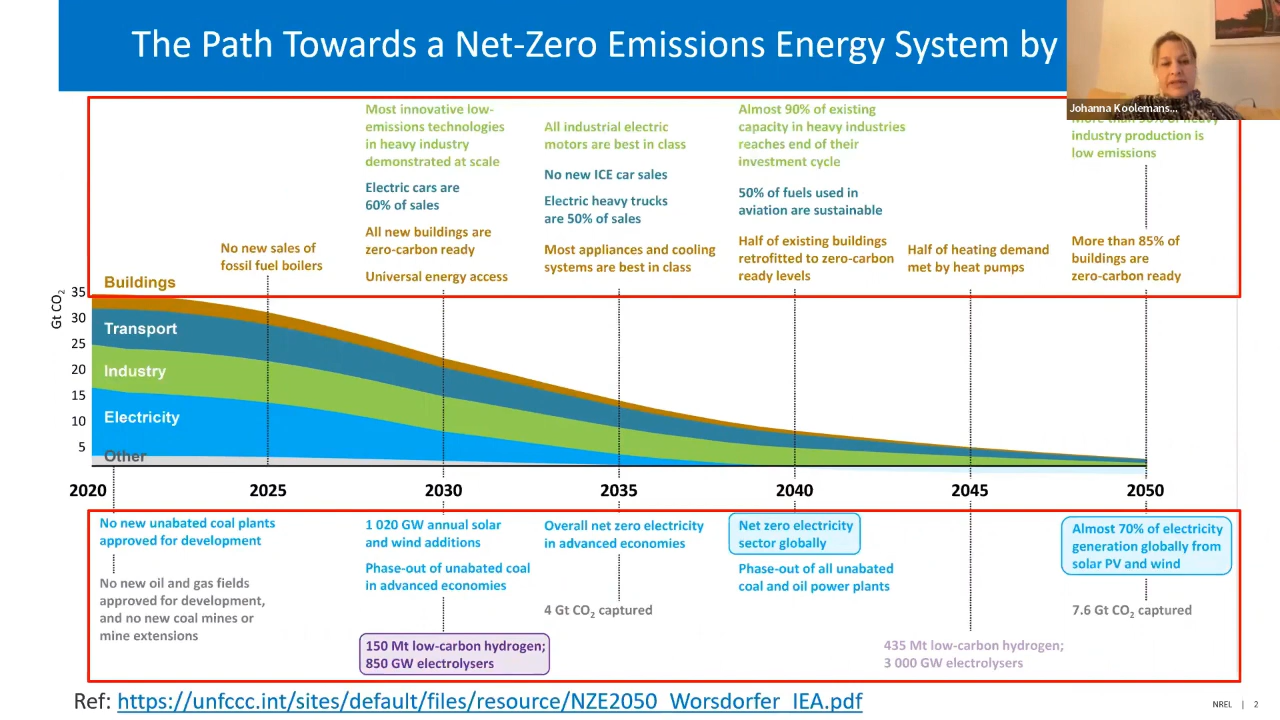 The Path Towards a Net-Zero Emissions Energy System by
Johanna Koolemans...
Most innovative low-
emissions technologies
in heavy industry
demonstrated at scale
Electric cars are
60% of sales
All new buildings are
zero-carbon ready
Universal energy access
All industrial electric
motors are best in class
No new ICE car sales
Electric heavy trucks
are 50% of sales
Most appliances and cooling
systems are best in class
Almost 90% of existing
capacity in heavy industries
reaches end of their
investment cycle
50% of fuels used in
aviation are sustainable
Half of existing buildings
retrofitted to zero-carbon
ready levels
Half of heating demand
met by heat pumps
industry production is
low emissions
More than 85% of
buildings are
zero-carbon ready
No new sales of
fossil fuel boilers
Gt CO₂
35
30
25
20
15
10
5
Buildings
Transport
Industry
Electricity
Other
2020 2025 2030 2035 2040 2045 2050
No new unabated coal plants
approved for development
No new oil and gas fields
approved for development,
and no new coal mines or
mine extensions
1 020 GW annual solar
and wind additions
Phase-out of unabated coal
in advanced economies
150 Mt low-carbon hydrogen;
850 GW electrolysers
Overall net zero electricity
in advanced economies
4 Gt CO₂ captured
Net zero electricity
sector globally
Phase-out of all unabated
coal and oil power plants
435 Mt low-carbon hydrogen;
3 000 GW electrolysers
Almost 70% of electricity
generation globally from
solar PV and wind
7.6 Gt CO₂ captured
Ref: https://unfccc.int/sites/default/files/resource/NZE2050_Worsdorfer_IEA.pdf
NREL | 2